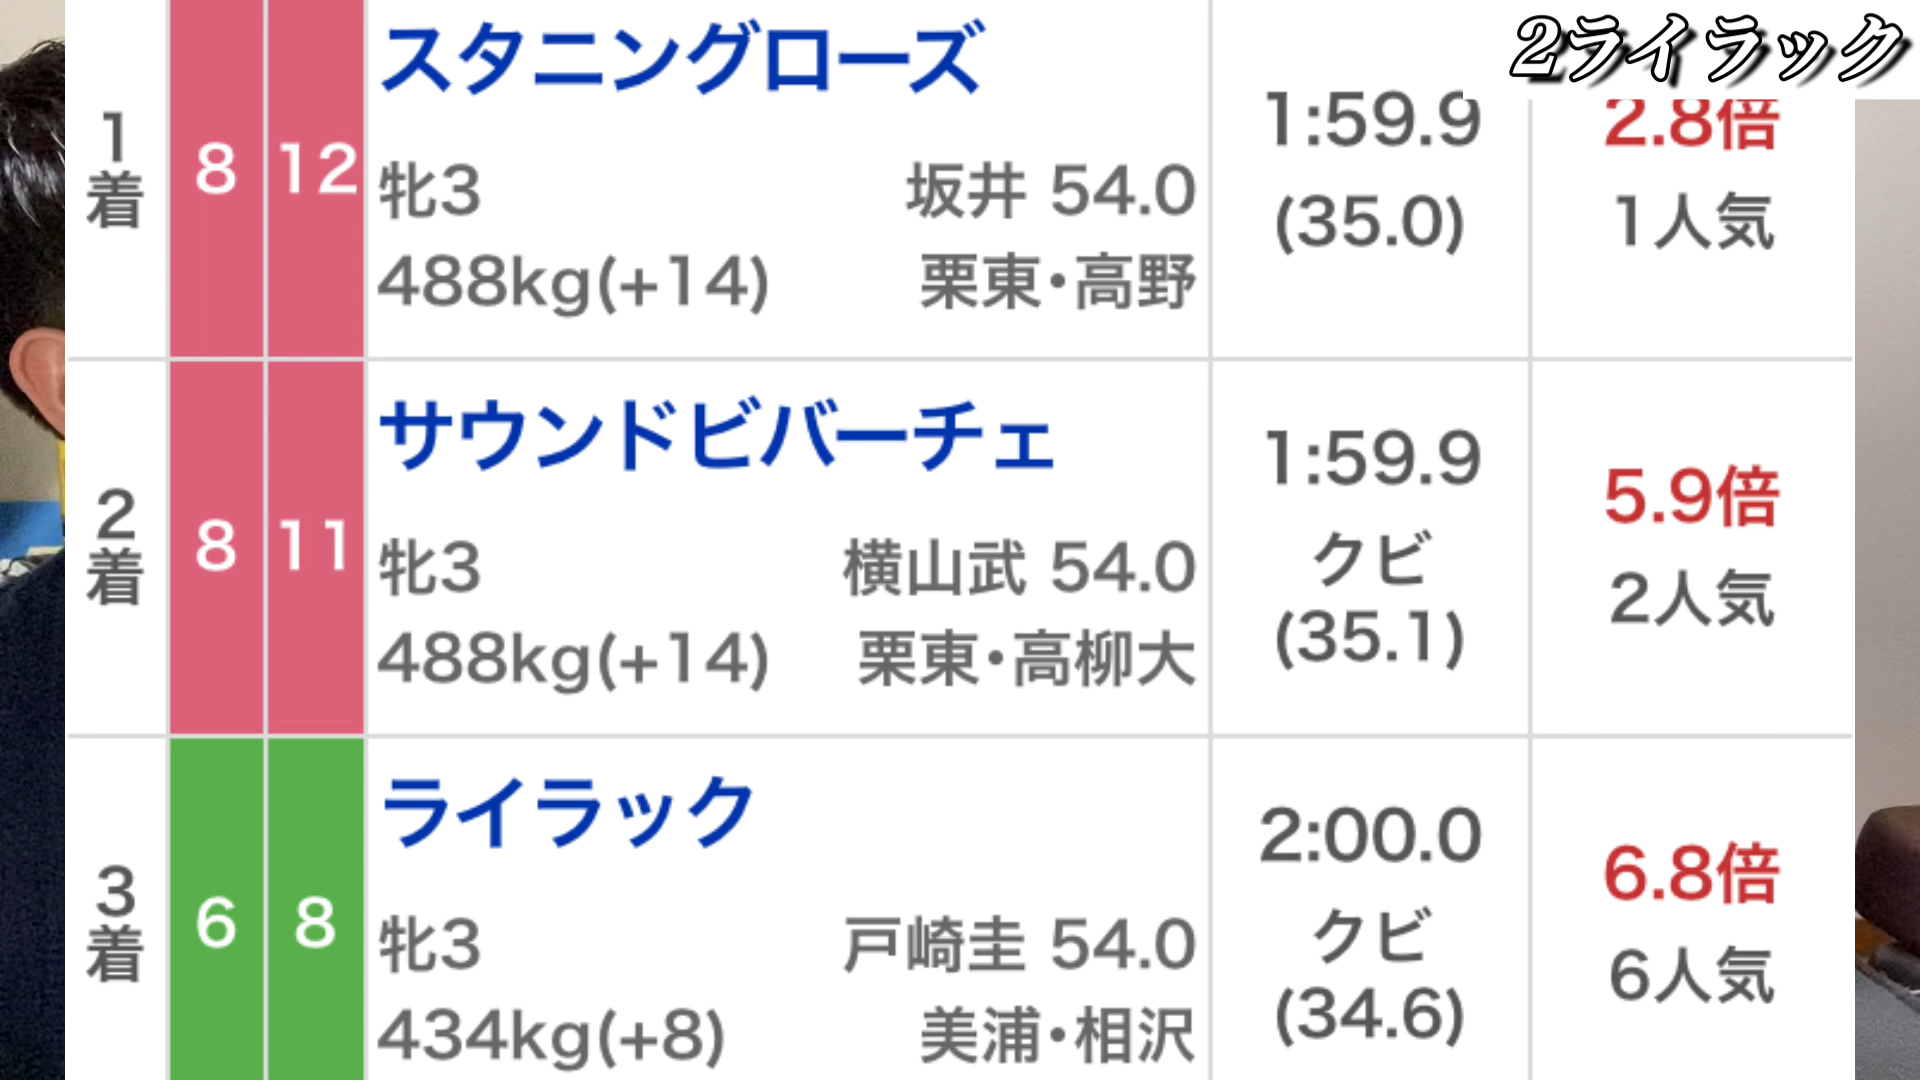 2ライラック
1着
8
12
スタニングローズ
牝3
坂井 54.0
488kg(+14)
栗東・高野
1:59.9
(35.0)
2.8倍
1人気
2着
8
11
サウンドビバーチェ
牝3
横山武 54.0
488kg(+14)
栗東・高柳大
1:59.9
クビ
(35.1)
5.9倍
2人気
3着
6
8
ライラック
牝3
戸崎圭 54.0
434kg(+8)
美浦・相沢
2:00.0
クビ
(34.6)
6.8倍
6人気